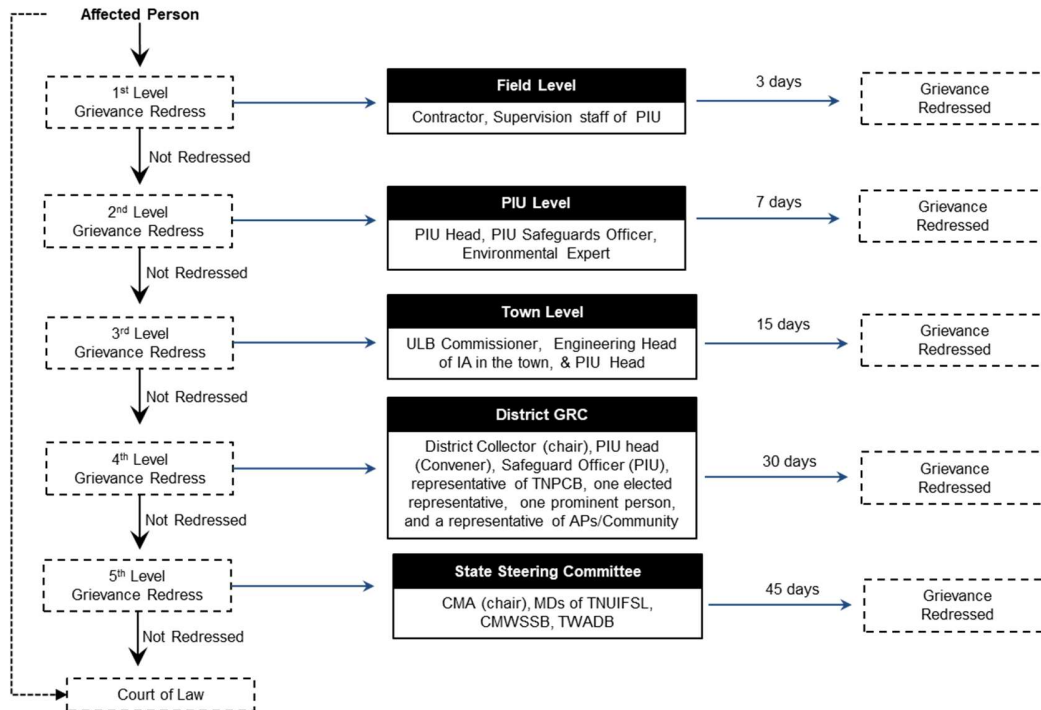 Affected Person
1st Level
Grievance Redress
Field Level
Contractor, Supervision staff of PIU
3 days
Grievance
Redressed
Not Redressed
2nd Level
Grievance Redress
PIU Level
PIU Head, PIU Safeguards Officer,
Environmental Expert
7 days
Grievance
Redressed
Not Redressed
3rd Level
Grievance Redress
Town Level
ULB Commissioner, Engineering Head
of IA in the town, & PIU Head
15 days
Grievance
Redressed
Not Redressed
4th Level
Grievance Redress
District GRC
District Collector (chair), PIU head
(Convener), Safeguard Officer (PIU),
representative of TNPCB, one elected
representative, one prominent person,
and a representative of APs/Community
30 days
Grievance
Redressed
Not Redressed
5th Level
Grievance Redress
State Steering Committee
CMA (chair), MDs of TNUIFSL,
CMWSSB, TWADB
45 days
Grievance
Redressed
Not Redressed
Court of Law